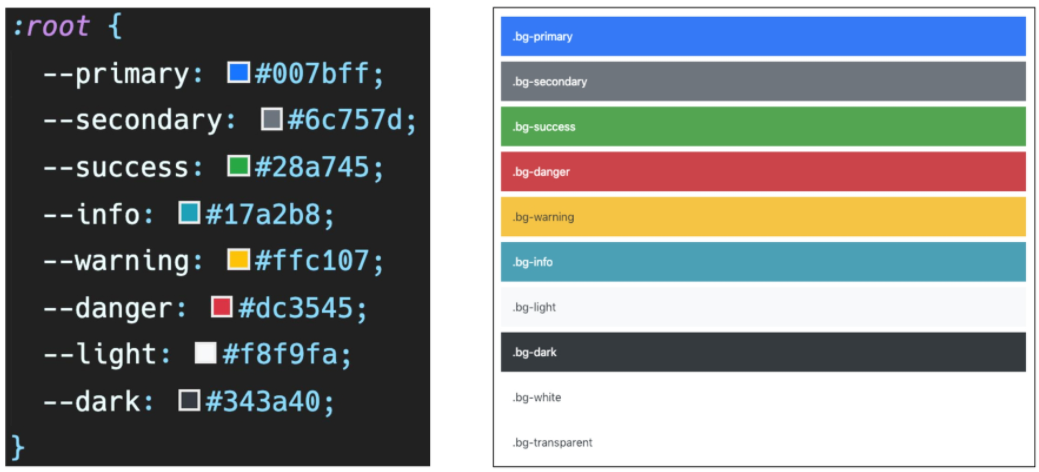 :root {
--primary: #007bff;
--secondary: #6c757d;
--success: #28a745;
--info: #17a2b8;
--warning: #ffc107;
--danger: #dc3545;
--light: #f8f9fa;
--dark: #343a40;
}
.bg-primary
.bg-secondary
.bg-success
.bg-danger
.bg-warning
.bg-info
.bg-light
.bg-dark
.bg-white
.bg-transparent